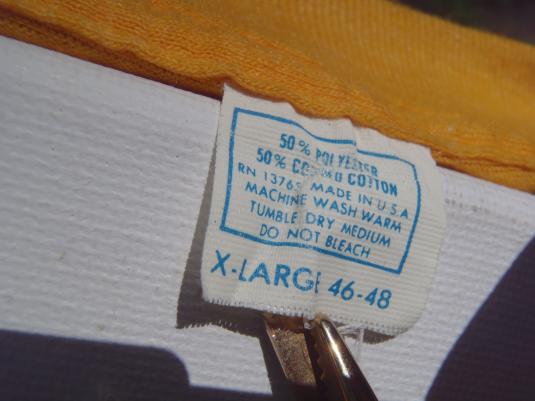 50% POLYESTER
50% COMBED COTTON
RN 13765 MADE IN U.S.A
MACHINE WASH WARM
TUMBLE DRY MEDIUM
DO NOT BLEACH
X-LARGE 46-48